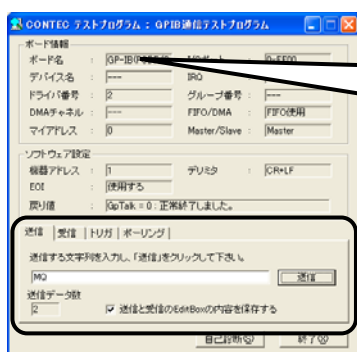 CONTEC テストプログラム : GPIB通信テストプログラム
ボード情報
ボード名 :
デバイス名 : --- IRQ
ドライバ番号 : 2 グループ番号 : ---
DMAチャネル : --- FIFO/DMA : FIFO使用
マイアドレス : 0 Master/Slave : Master
ソフトウェア設定
機器アドレス : 1 デリミタ : CR+LF
EOI : 使用する
戻り値 : GpTalk = 0 : 正常終了しました。
送信 受信 トリガ ポーリング
送信する文字列を入力し、「送信」をクリックして下さい。
MQ 送信
送信データ数
2 送信と受信のEditBoxの内容を保存する
自己診断(S) 終了(X)